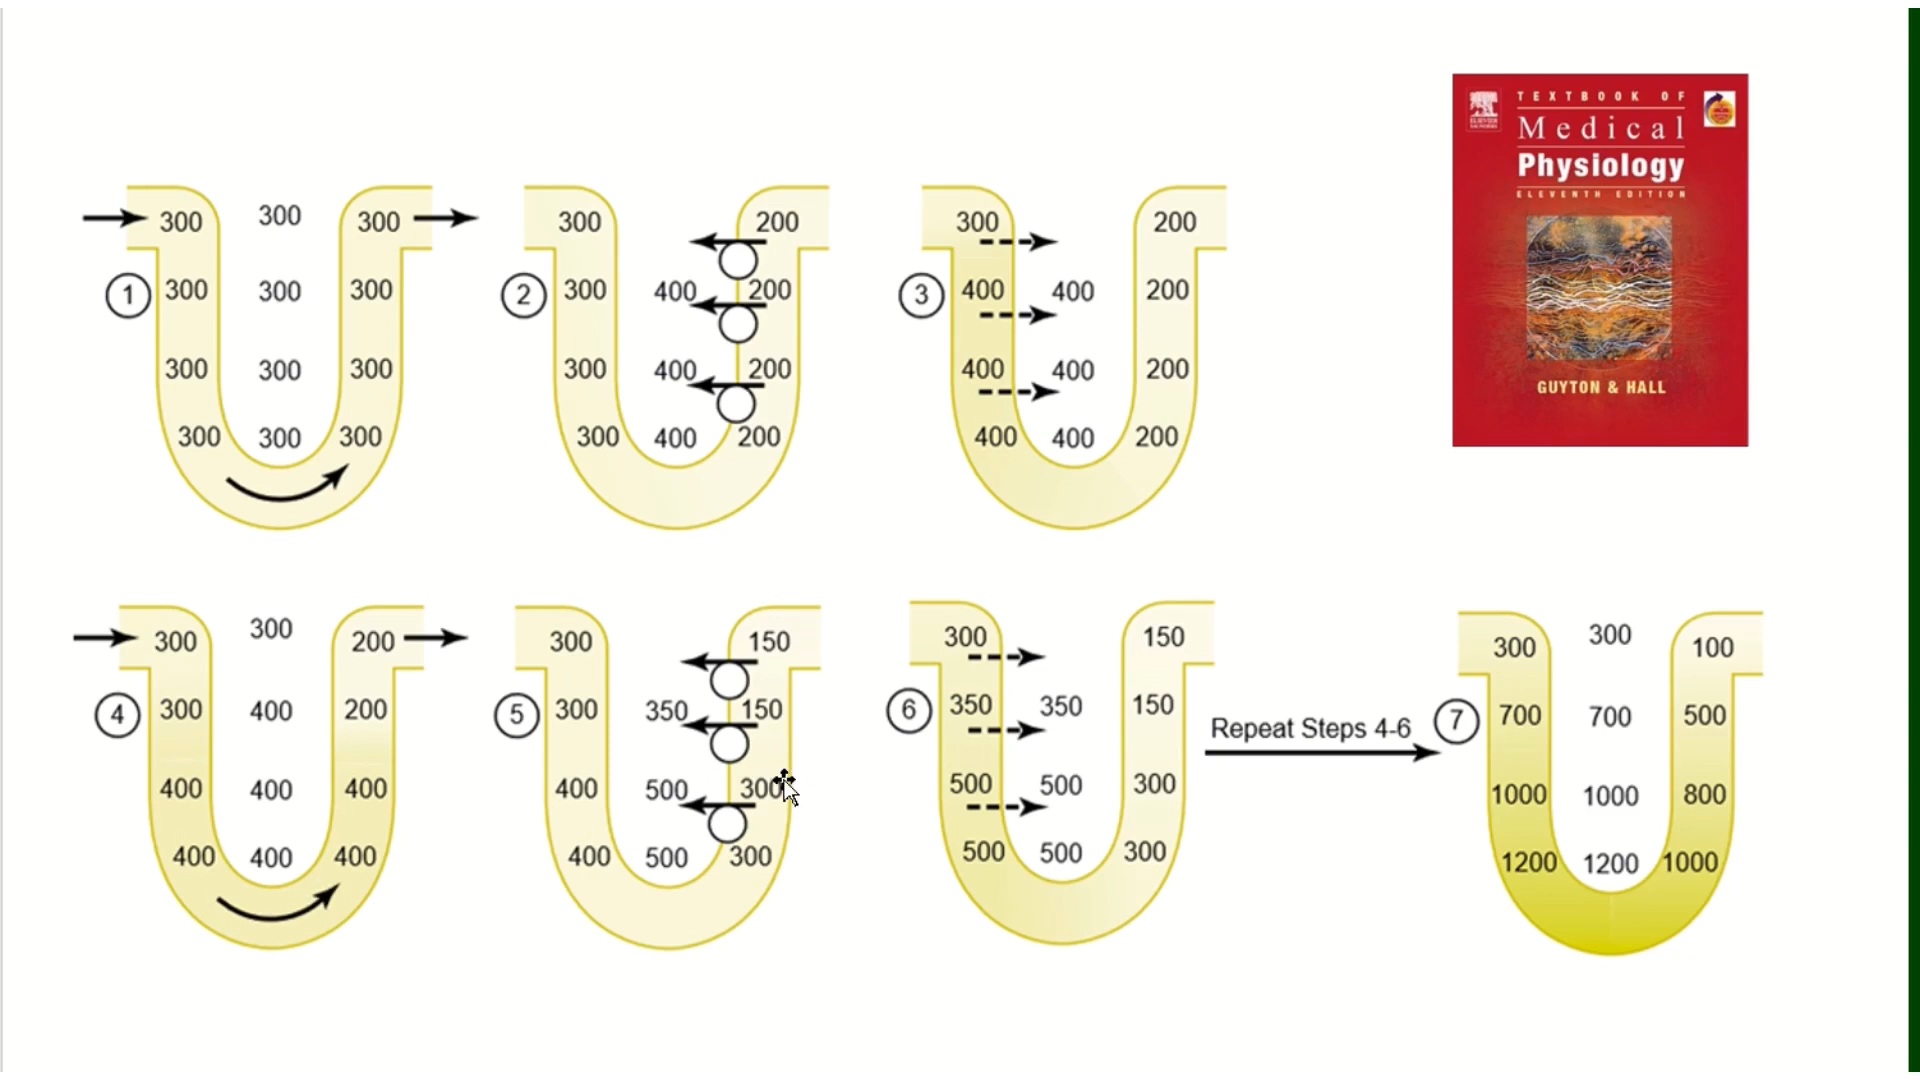 TEXTBOOK OF
Medical
Physiology
ELEVENTH EDITION
GUYTON & HALL
300 300 300
1 300 300 300
300 300 300
300 300 300
300 200
2 300 400 200
300 400 200
300 400 200
300 200
3 400 400 200
400 400 200
400 400 200
300 300 200
4 300 400 200
400 400 400
400 400 400
300 150
5 300 350 150
400 500 300
400 500 300
300 150
6 350 350 150
500 500 300
500 500 300
Repeat Steps 4-6
300 300 100
7 700 700 500
1000 1000 800
1200 1200 1000